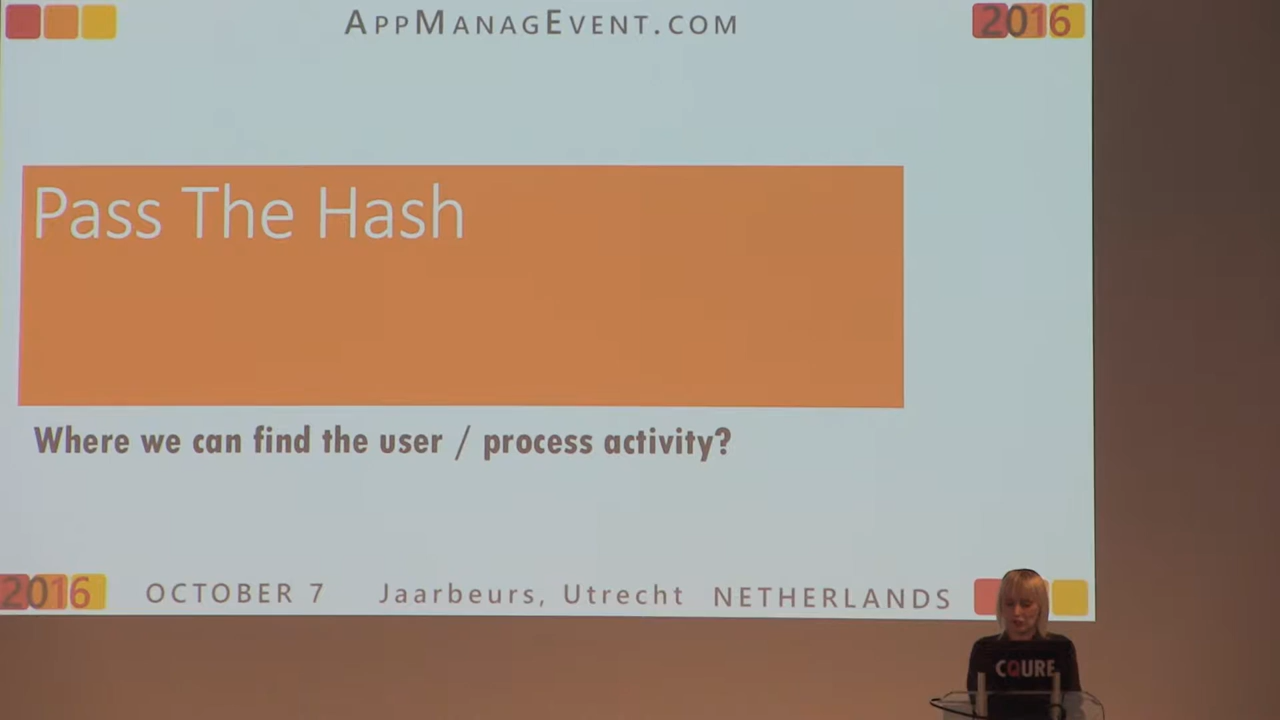 APPMANAGEVENT.COM
2016
Pass The Hash
Where we can find the user / process activity?
2016
OCTOBER 7 Jaarbeurs, Utrecht NETHERLANDS
CQURE